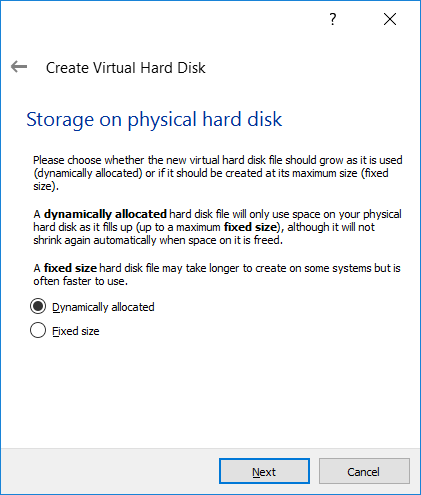 ?
Create Virtual Hard Disk
Storage on physical hard disk
Please choose whether the new virtual hard disk file should grow as it is used
(dynamically allocated) or if it should be created at its maximum size (fixed
size).
A dynamically allocated hard disk file will only use space on your physical
hard disk as it fills up (up to a maximum fixed size), although it will not
shrink again automatically when space on it is freed.
A fixed size hard disk file may take longer to create on some systems but is
often faster to use.
Dynamically allocated
Fixed size
Next
Cancel